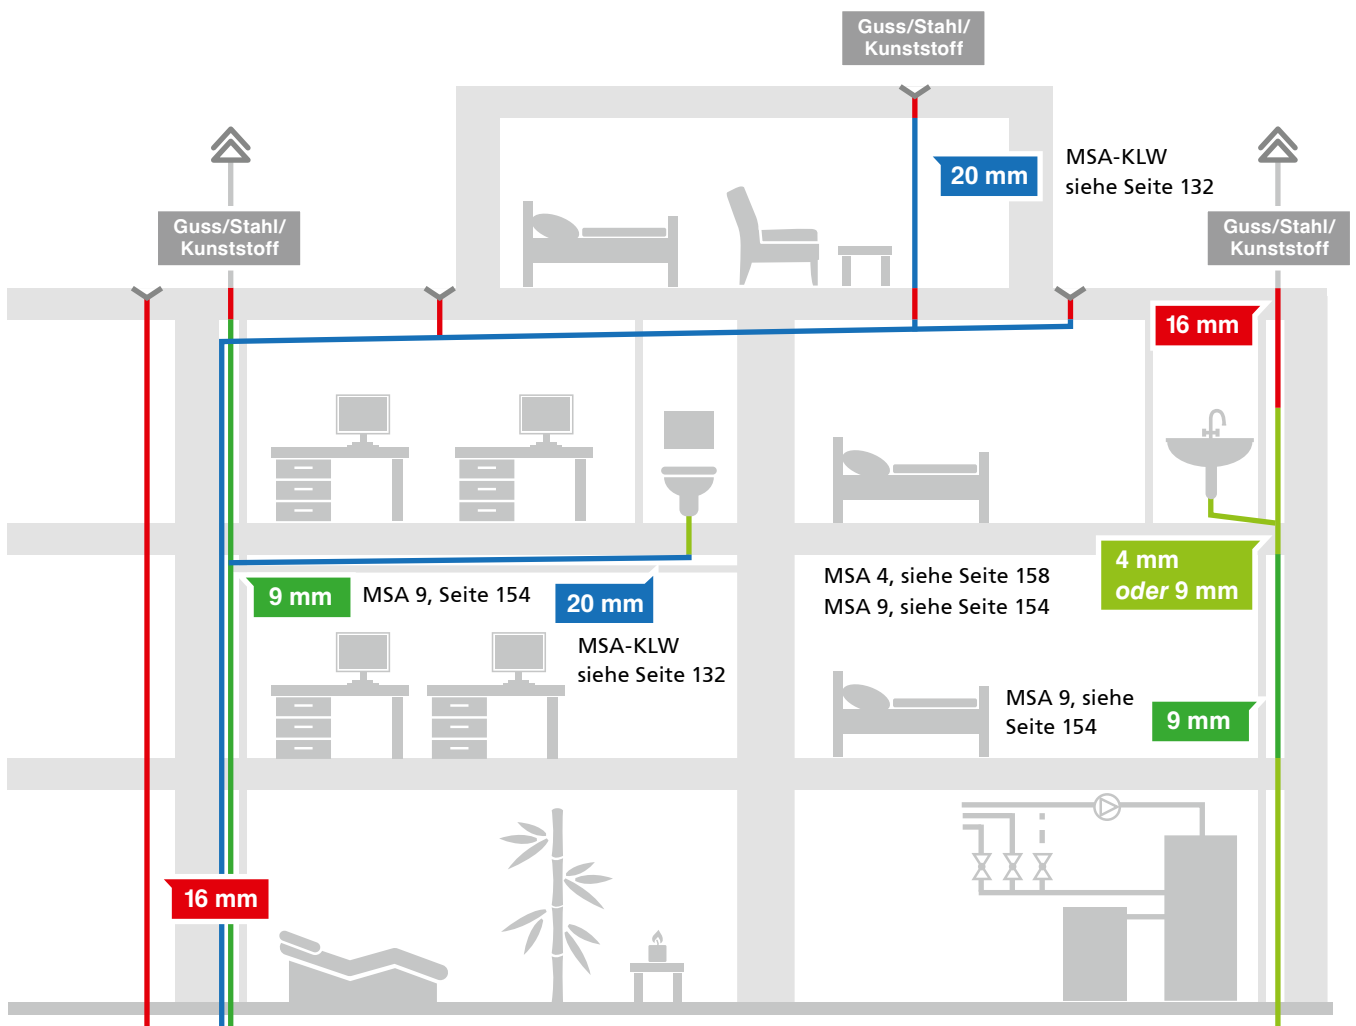 Guss/Stahl/
Kunststoff
20 mm
MSA-KLW
siehe Seite 132
Guss/Stahl/
Kunststoff
Guss/Stahl/
Kunststoff
16 mm
9 mm
MSA 9, Seite 154
20 mm
MSA-KLW
siehe Seite 132
MSA 4, siehe Seite 158
MSA 9, siehe Seite 154
4 mm
oder 9 mm
MSA 9, siehe
Seite 154
9 mm
16 mm